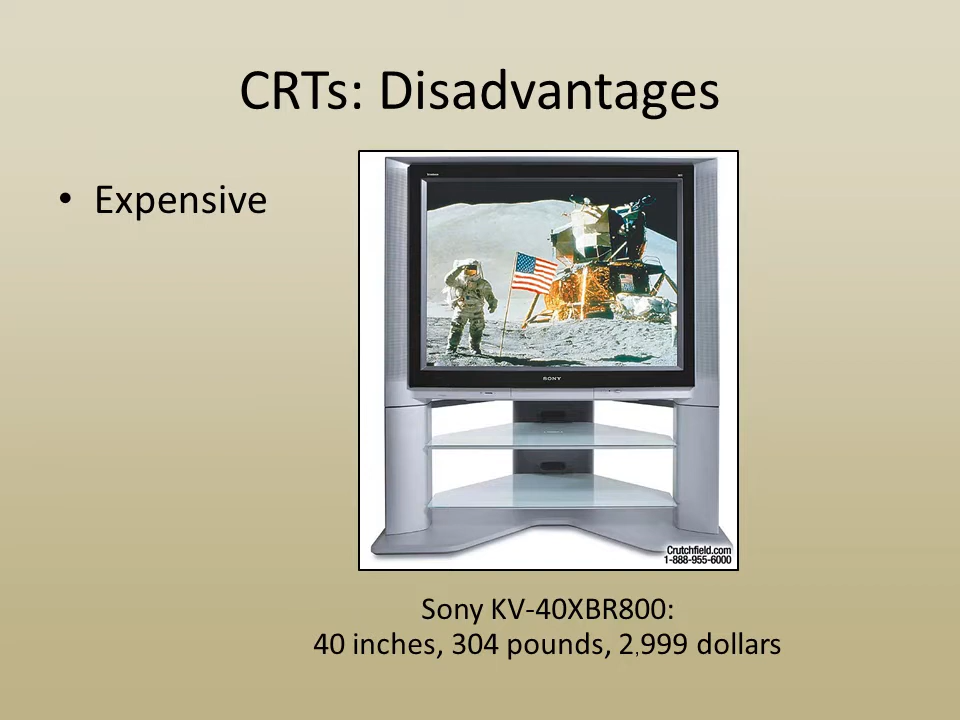 CRTs: Disadvantages
• Expensive
SONY
Crutchfield.com
1-888-955-6000
Sony KV-40XBR800:
40 inches, 304 pounds, 2,999 dollars